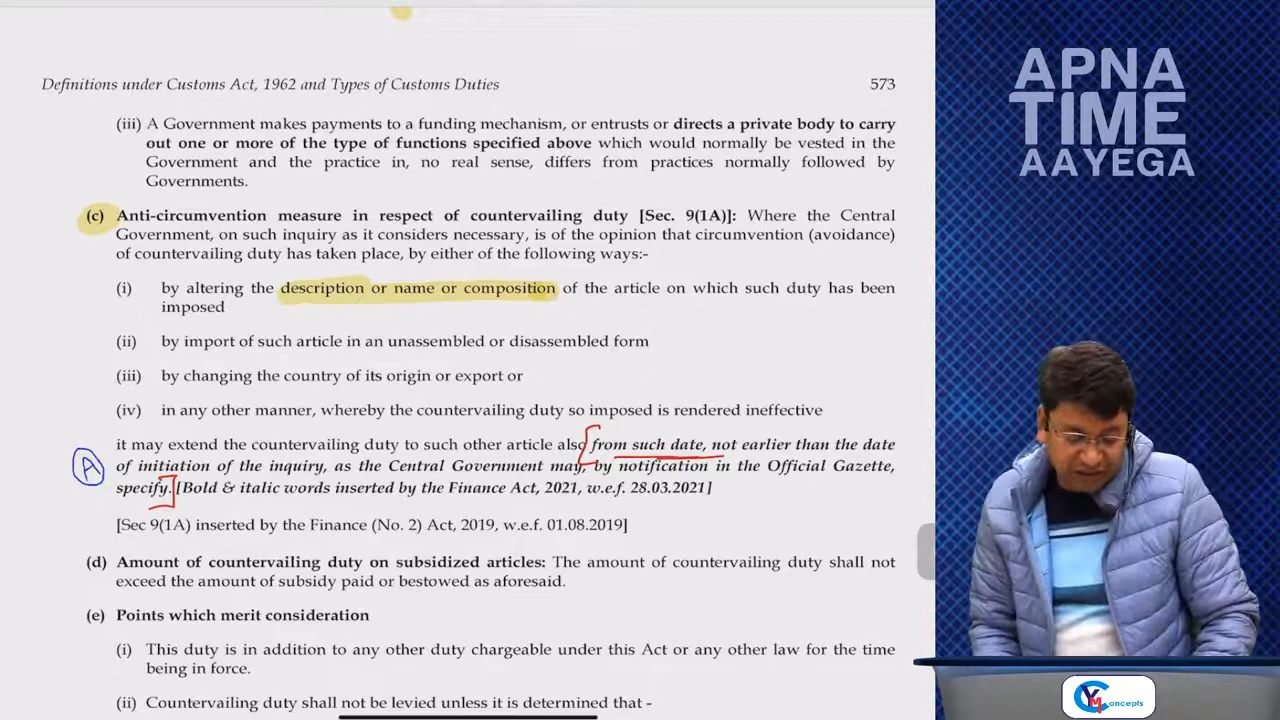 Definitions under Customs Act, 1962 and Types of Customs Duties 573
(iii) A Government makes payments to a funding mechanism, or entrusts or directs a private body to carry
out one or more of the type of functions specified above which would normally be vested in the
Government and the practice in, no real sense, differs from practices normally followed by
Governments.
(c) Anti-circumvention measure in respect of countervailing duty [Sec. 9(1A)]: Where the Central
Government, on such inquiry as it considers necessary, is of the opinion that circumvention (avoidance)
of countervailing duty has taken place, by either of the following ways:-
(i) by altering the description or name or composition of the article on which such duty has been
imposed
(ii) by import of such article in an unassembled or disassembled form
(iii) by changing the country of its origin or export or
(iv) in any other manner, whereby the countervailing duty so imposed is rendered ineffective
it may extend the countervailing duty to such other article also from such date, not earlier than the date
A
of initiation of the inquiry, as the Central Government may, by notification in the Official Gazette,
specify. [Bold & italic words inserted by the Finance Act, 2021, w.e.f. 28.03.2021]
[Sec 9(1A) inserted by the Finance (No. 2) Act, 2019, w.e.f. 01.08.2019]
(d) Amount of countervailing duty on subsidized articles: The amount of countervailing duty shall not
exceed the amount of subsidy paid or bestowed as aforesaid.
(e) Points which merit consideration
(i) This duty is in addition to any other duty chargeable under this Act or any other law for the time
being in force.
(ii) Countervailing duty shall not be levied unless it is determined that -
APNA
TIME
AAYEGA
YM Concepts